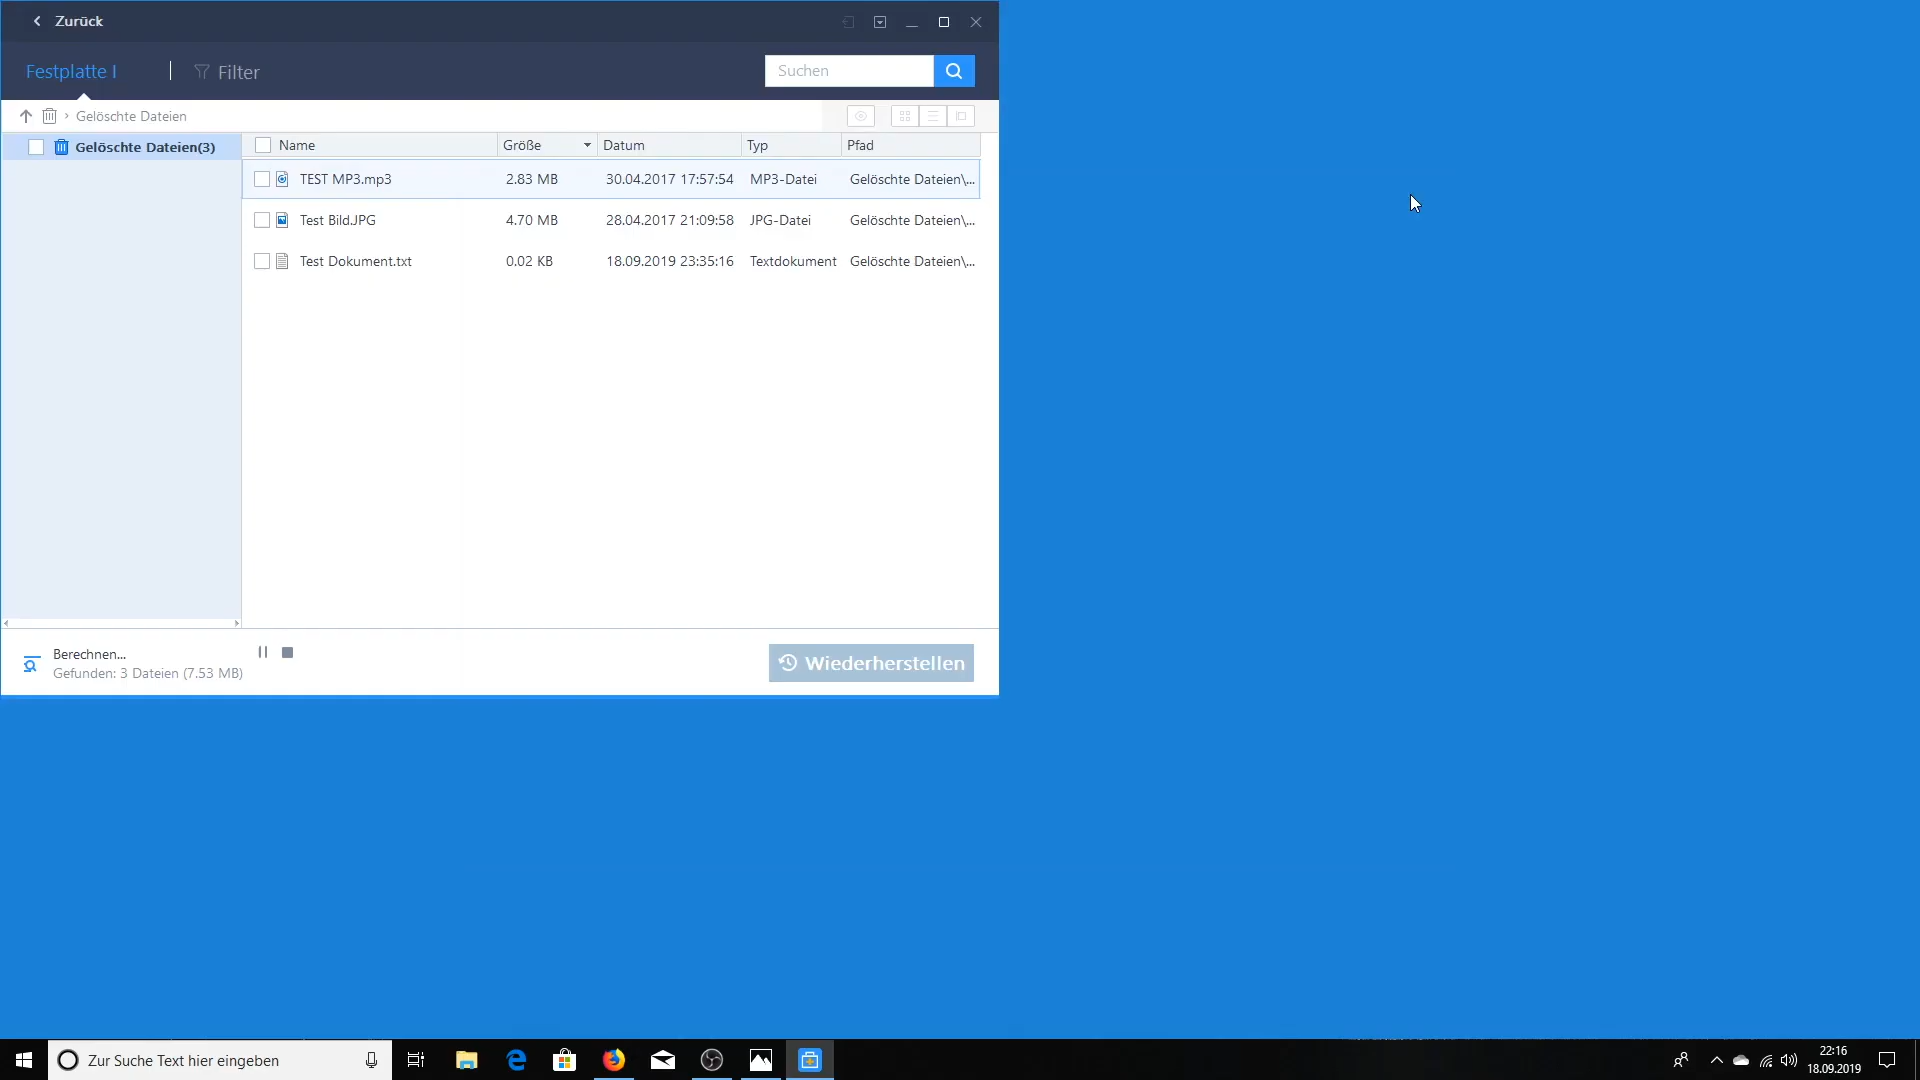 Zurück
Festplatte I
Filter
Suchen
Gelöschte Dateien
Gelöschte Dateien(3)
Name Größe Datum Typ Pfad
TEST MP3.mp3 2.83 MB 30.04.2017 17:57:54 MP3-Datei Gelöschte Dateien\...
Test Bild.JPG 4.70 MB 28.04.2017 21:09:58 JPG-Datei Gelöschte Dateien\...
Test Dokument.txt 0.02 KB 18.09.2019 23:35:16 Textdokument Gelöschte Dateien\...
Berechnen...
Gefunden: 3 Dateien (7.53 MB)
Wiederherstellen
Zur Suche Text hier eingeben
22:16
18.09.2019